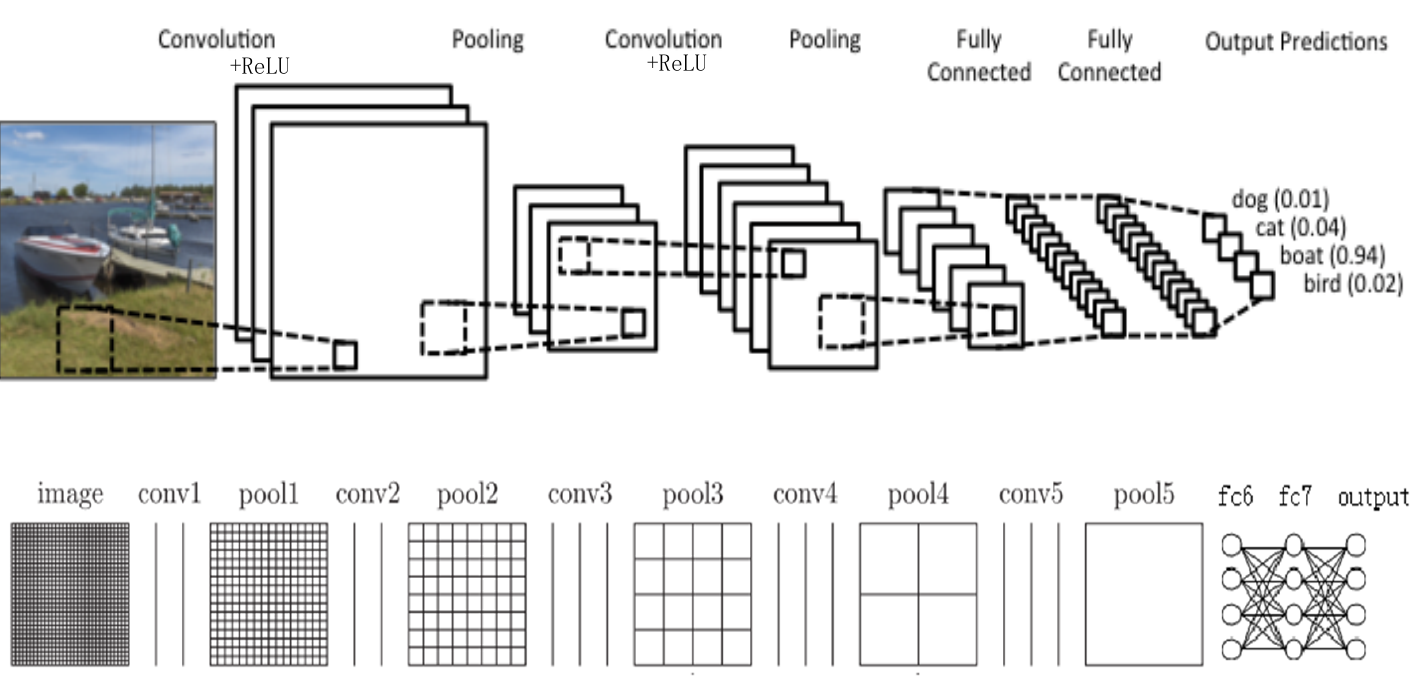 Convolution
+ReLU
Pooling
Convolution
+ReLU
Pooling
Fully
Connected
Fully
Connected
Output Predictions
dog (0.01)
cat (0.04)
boat (0.94)
bird (0.02)
image conv1 pool1 conv2 pool2 conv3 pool3 conv4 pool4 conv5 pool5 fc6 fc7 output